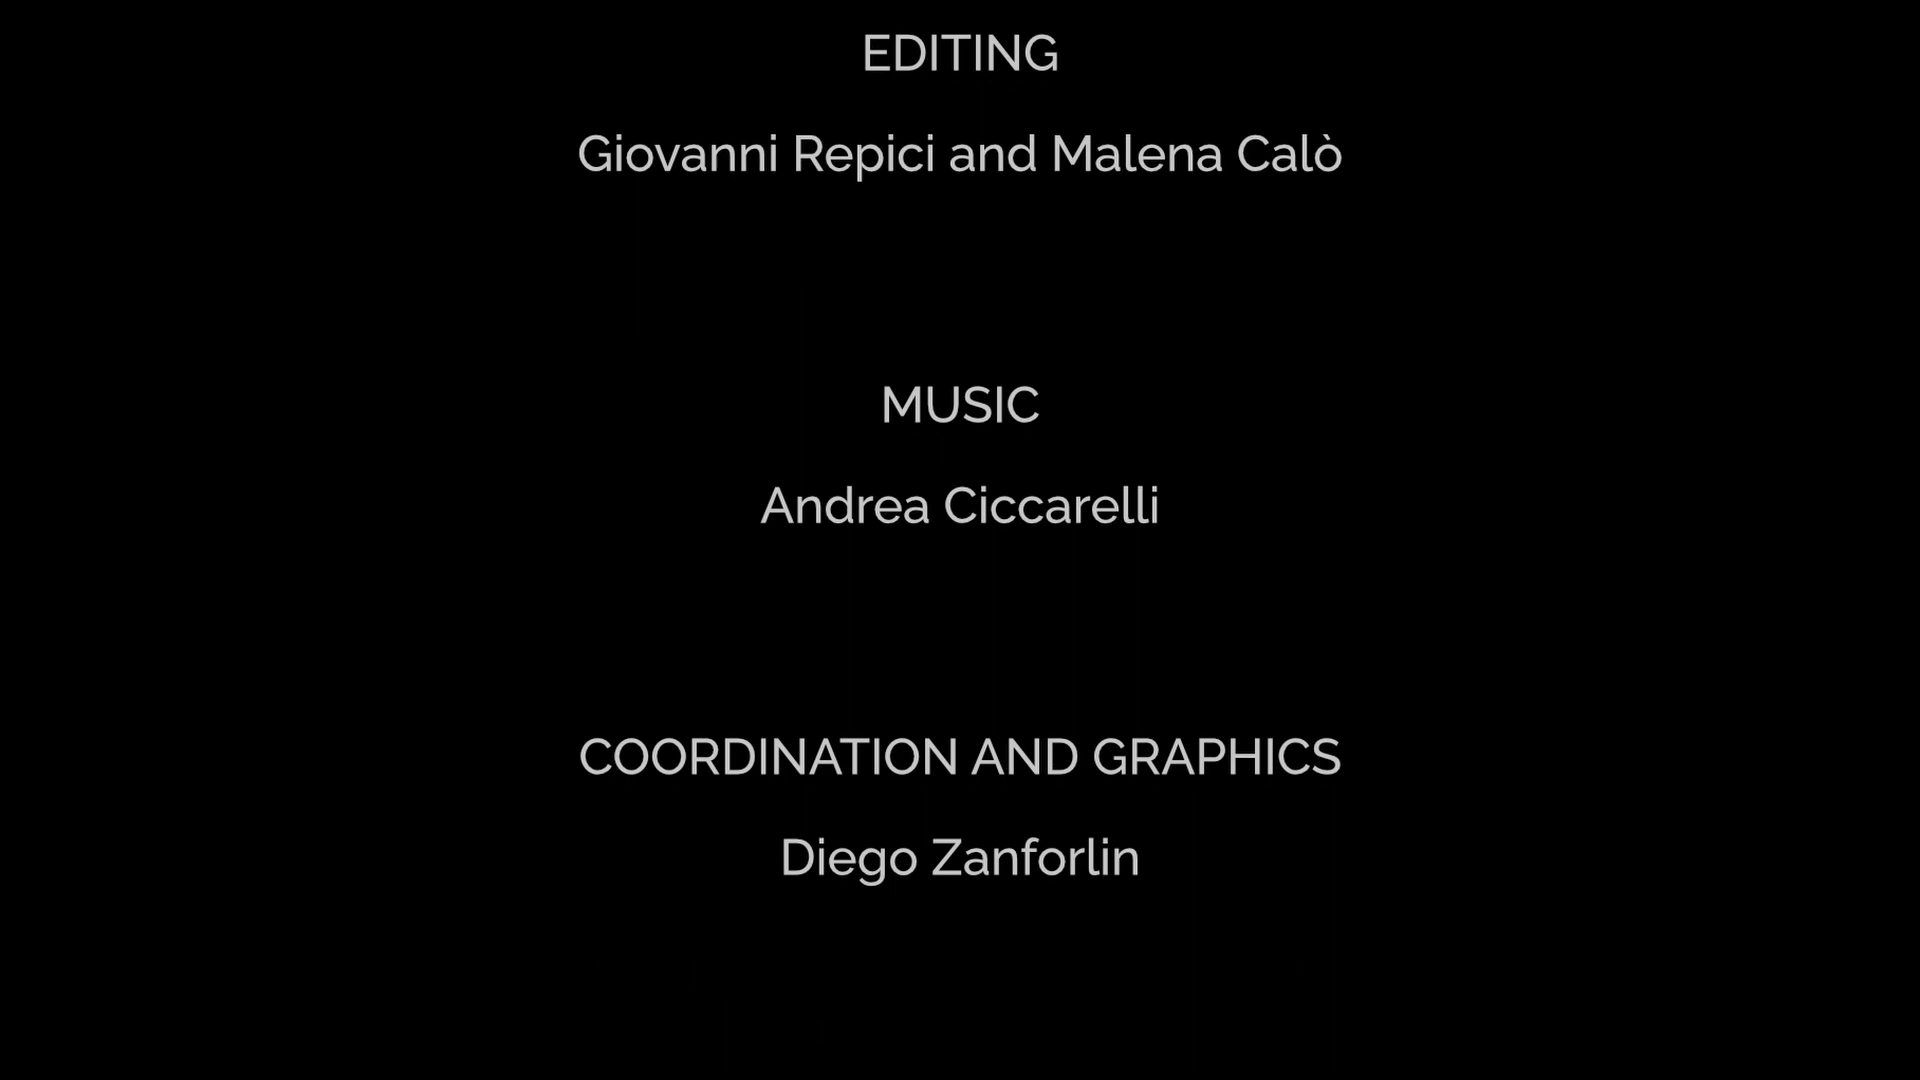 EDITING
Giovanni Repici and Malena Calò
MUSIC
Andrea Ciccarelli
COORDINATION AND GRAPHICS
Diego Zanforlin